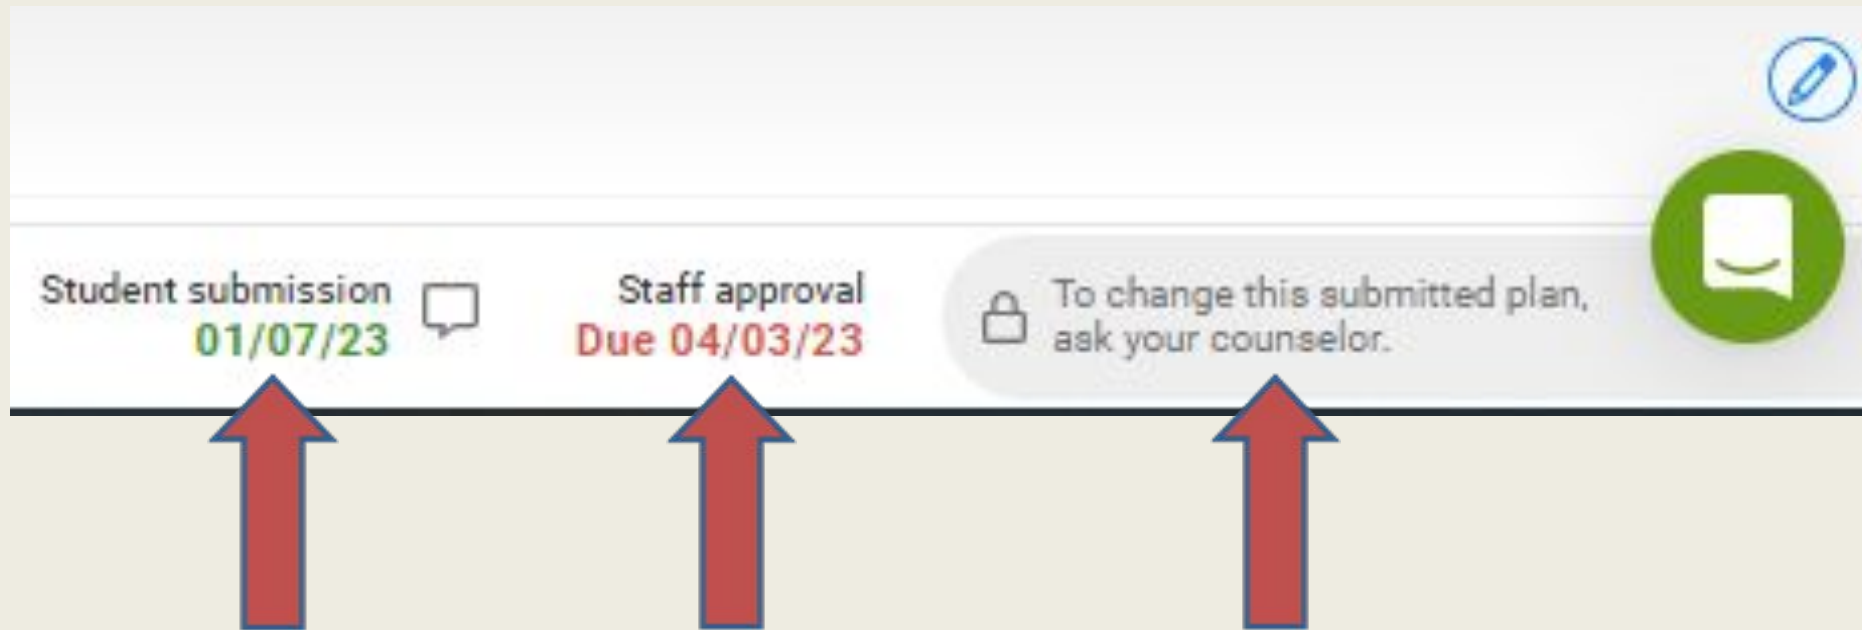 Student submission
01/07/23
Staff approval
Due 04/03/23
To change this submitted plan,
ask your counselor.